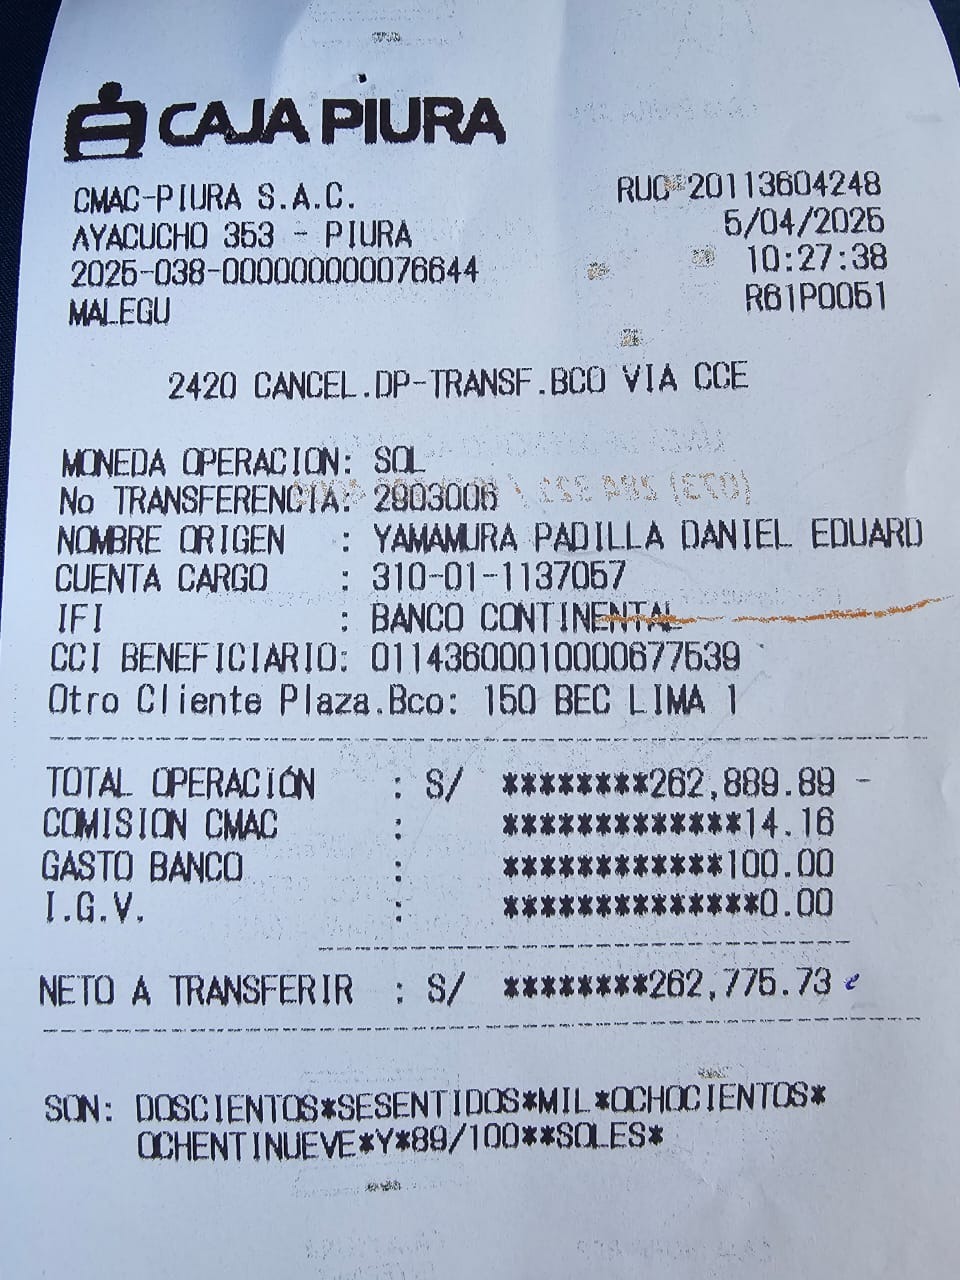 CAJA PIURA
CMAC-PIURA S.A.C. RUC 20113604248
AYACUCHO 353 - PIURA 5/04/2025
2025-038-000000000076644 10:27:38
MALEGU R61P0051
2420 CANCEL.DP-TRANSF.BCO VIA CCE
MONEDA OPERACION: SOL
No TRANSFERENCIA: 2903006
NOMBRE ORIGEN : YAMAMURA PADILLA DANIEL EDUARD
CUENTA CARGO : 310-01-1137057
IFI : BANCO CONTINENTAL
CCI BENEFICIARIO: 01143600010000677539
Otro Cliente Plaza.Bco: 150 BEC LIMA 1
TOTAL OPERACIÓN : S/ ********262,889.89 -
COMISION CMAC : *************14.16
GASTO BANCO : ************100.00
I.G.V. : **************0.00
NETO A TRANSFERIR : S/ ********262,775.73
SON: DOSCIENTOS*SESENTIDOS*MIL*OCHOCIENTOS*
OCHENTINUEVE*Y*89/100**SOLES*